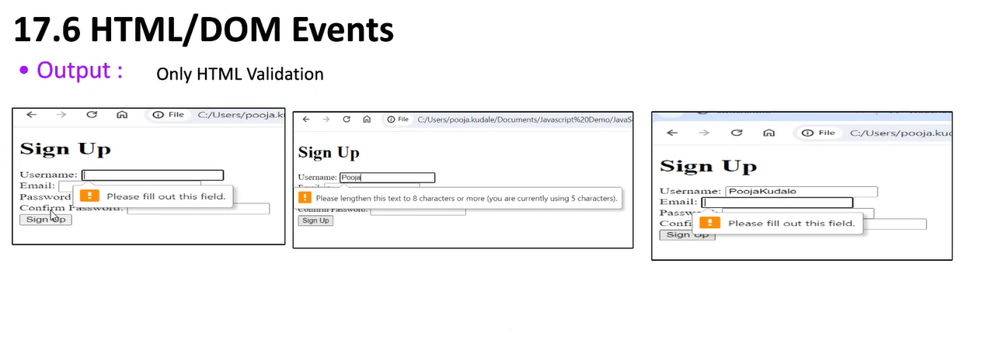 17.6 HTML/DOM Events
• Output : Only HTML Validation
File C:/Users/pooja.k
Sign Up
Username:
Email:
Please fill out this field.
Password
Confirm Password:
Sign Up
File C:/Users/pooja.kudale/Documents/Javascript%20Demo/JavaS
Sign Up
Username: Pooja
Please lengthen this text to 8 characters or more (you are currently using 5 characters).
Confirm Password:
Sign Up
File C:/Users/pooja.kud
Sign Up
Username: PoojaKudale
Email:
Passw
Please fill out this field.
Confi
Sign Up